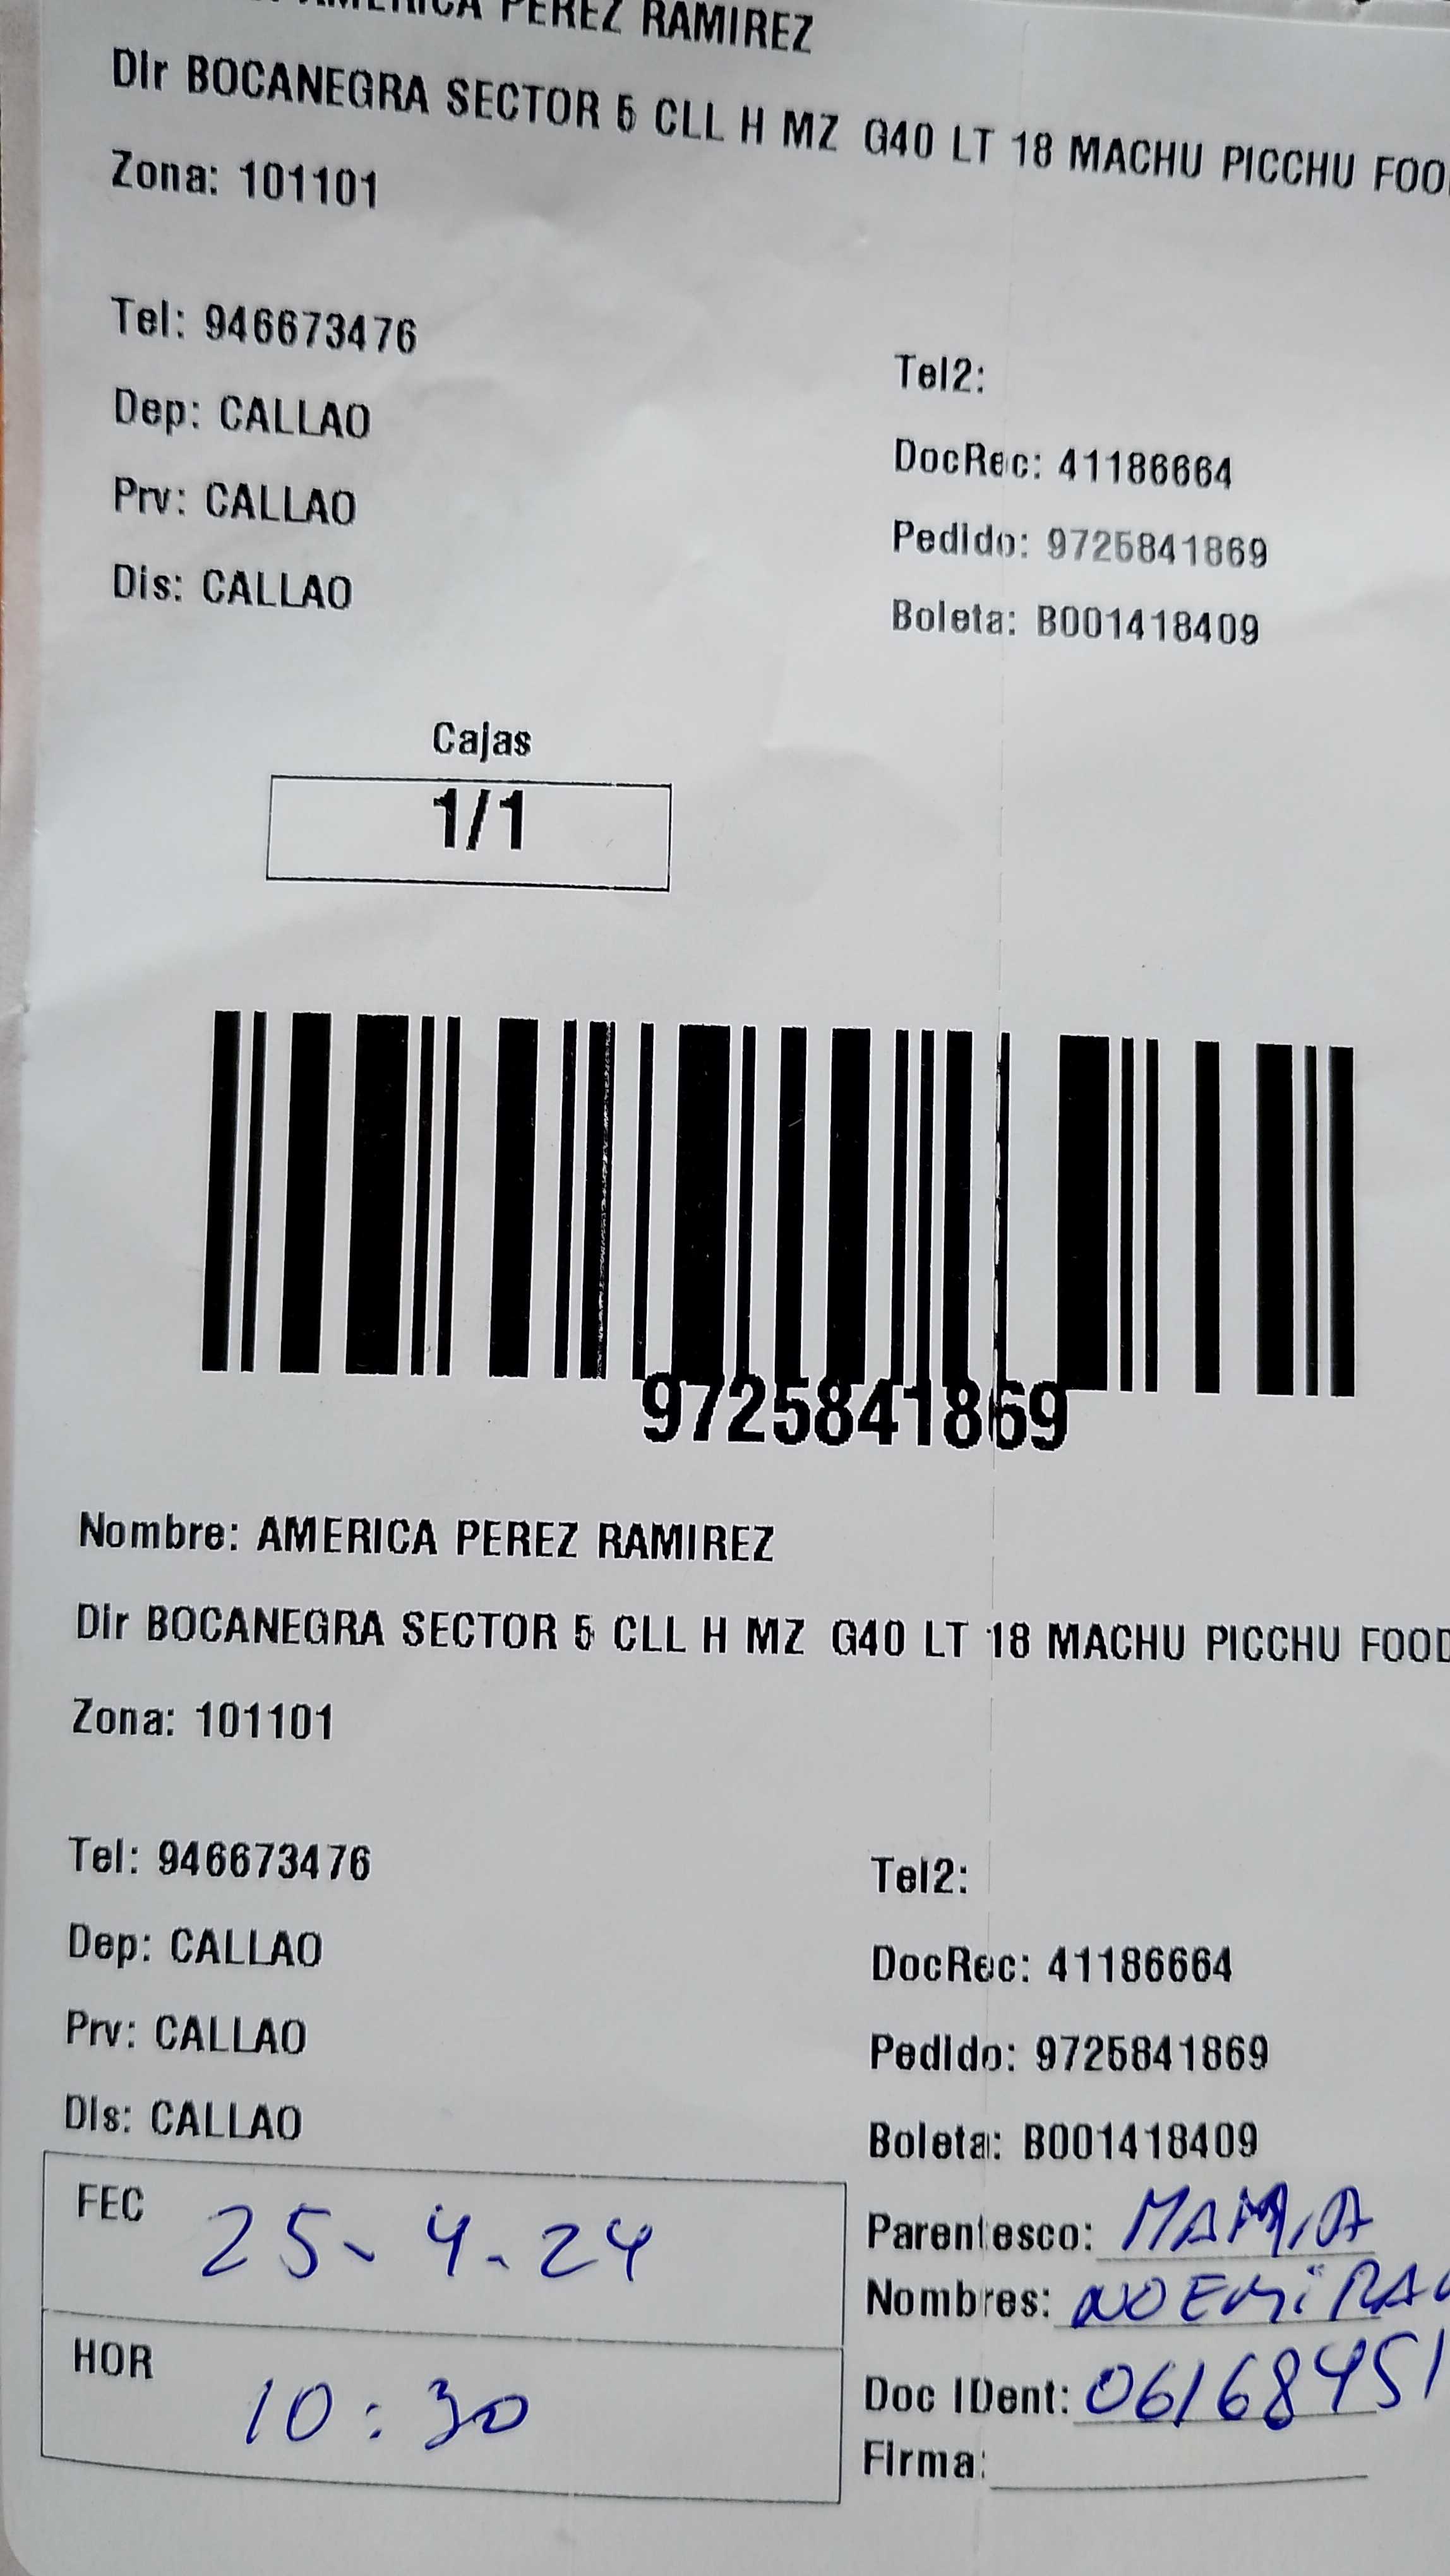 AMERICA PEREZ RAMIREZ
Dir BOCANEGRA SECTOR 5 CLL H MZ G40 LT 18 MACHU PICCHU FOO
Zona: 101101
Tel: 946673476
Tel2:
Dep: CALLAO
DocRec: 41186664
Prv: CALLAO
Pedido: 9725841869
Dis: CALLAO
Boleta: B001418409
Cajas
1/1
9725841869
Nombre: AMERICA PEREZ RAMIREZ
Dir BOCANEGRA SECTOR 5 CLL H MZ G40 LT 18 MACHU PICCHU FOOD
Zona: 101101
Tel: 946673476
Tel2:
Dep: CALLAO
DocRec: 41186664
Prv: CALLAO
Pedido: 9725841869
Dis: CALLAO
Boleta: B001418409
FEC 25-4-24
Parentesco:
Nombres: NOEMI
HOR 10:30
Doc IDent: 06168451
Firma: